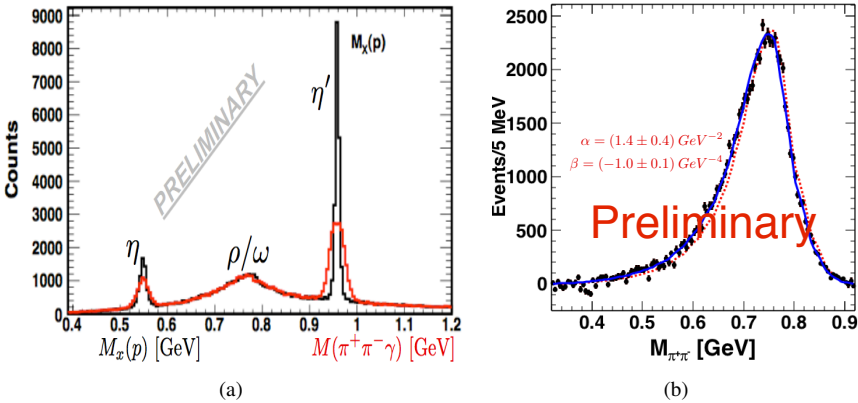 9000
8000
7000
6000
5000
4000
3000
2000
1000
0
Counts
PRELIMINARY
M_X(p)
η
ρ/ω
η′
0.4 0.5 0.6 0.7 0.8 0.9 1 1.1 1.2
M_x(p) [GeV] M(π⁺π⁻γ) [GeV]
(a)
2500
2000
1500
1000
500
0
Events/5 MeV
α = (1.4 ± 0.4) GeV⁻²
β = (−1.0 ± 0.1) GeV⁻⁴
Preliminary
0.4 0.5 0.6 0.7 0.8 0.9
M_π⁺π⁻ [GeV]
(b)